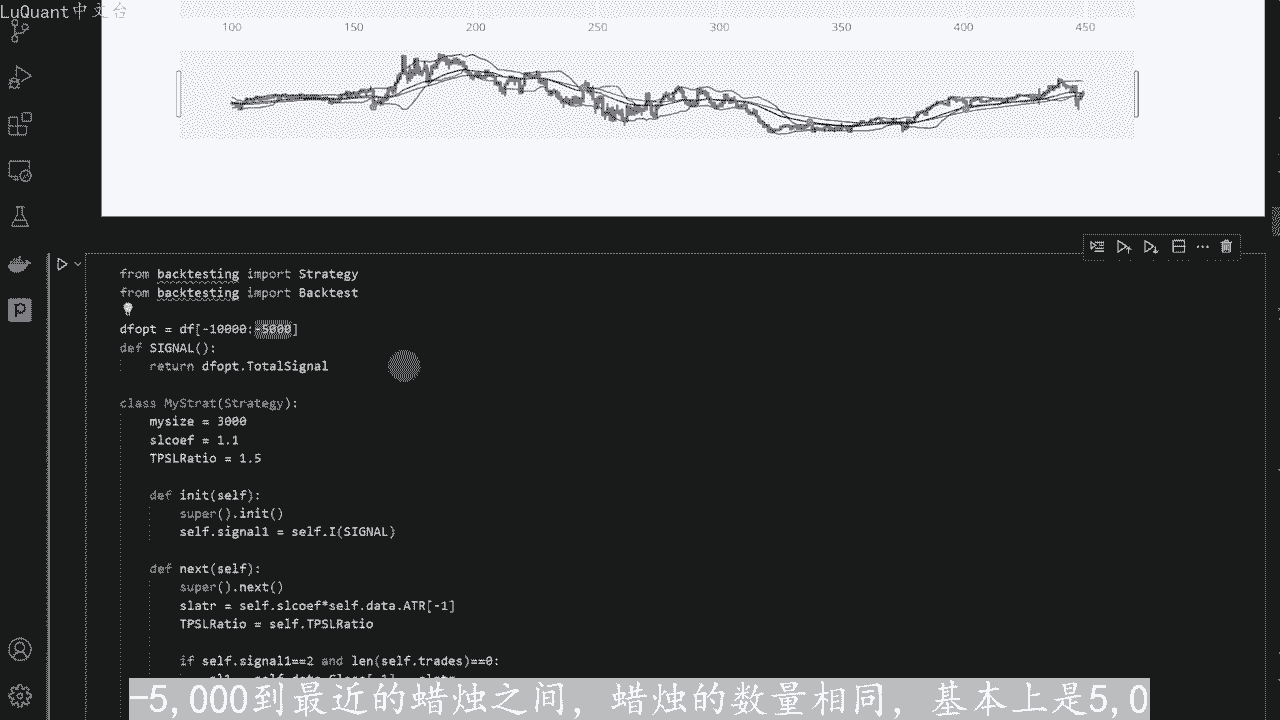 LuQuant中文台
100 150 200 250 300 350 400 450
from backtesting import Strategy
from backtesting import Backtest
dfopt = df[-10000:-5000]
def SIGNAL():
    return dfopt.TotalSignal
class MyStrat(Strategy):
    mysize = 3000
    slcoef = 1.1
    TPSLRatio = 1.5
    def init(self):
        super().init()
        self.signal1 = self.I(SIGNAL)
    def next(self):
        super().next()
        slatr = self.slcoef*self.data.ATR[-1]
        TPSLRatio = self.TPSLRatio
        if self.signal1==2 and len(self.trades)==0:
-5,000到最近的蜡烛之间，蜡烛的数量相同，基本上是5,0